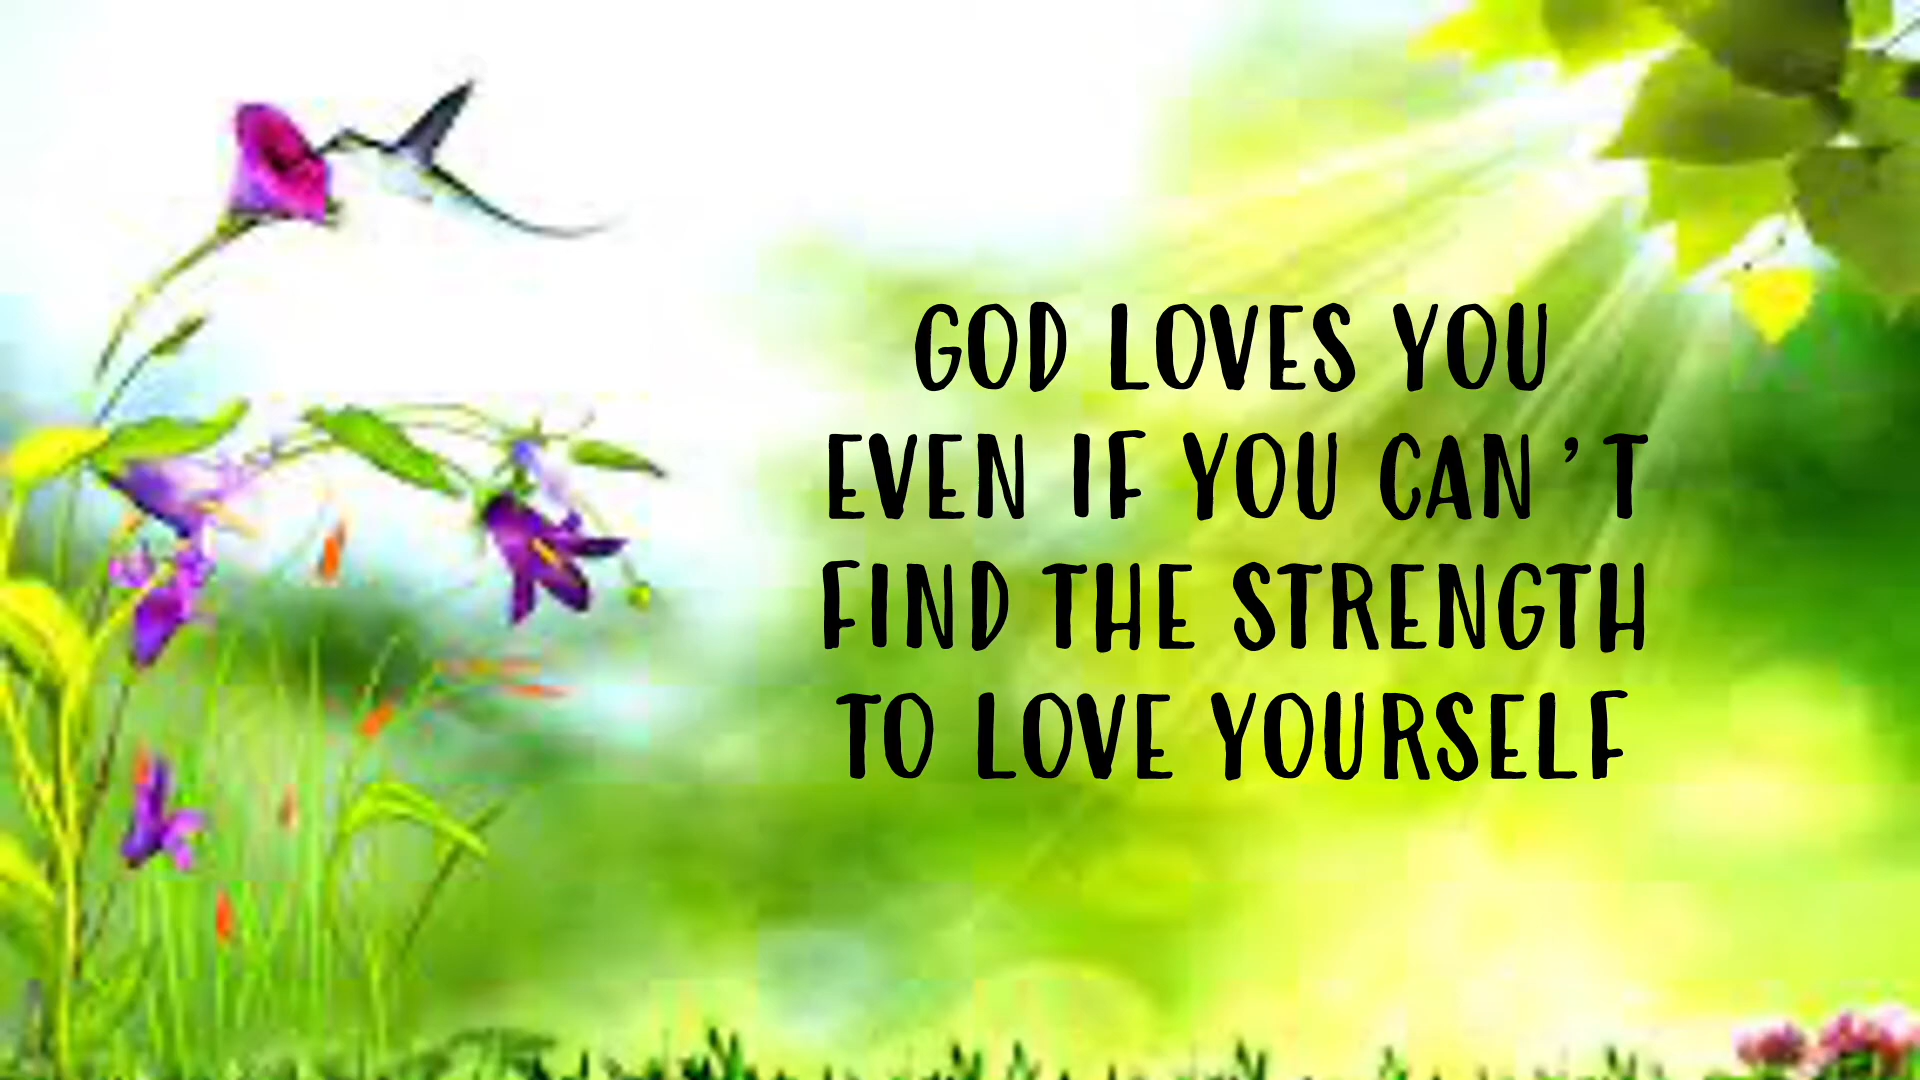 GOD LOVES YOU
EVEN IF YOU CAN'T
FIND THE STRENGTH
TO LOVE YOURSELF